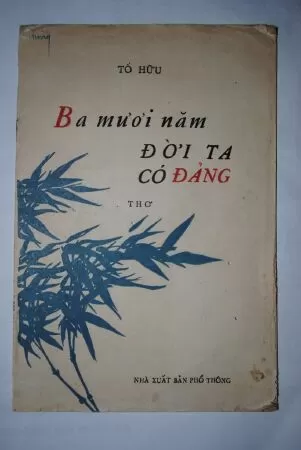 TỐ HỮU
Ba mươi năm
ĐỜI TA
CÓ ĐẢNG
THƠ
NHÀ XUẤT BẢN PHỔ THÔNG